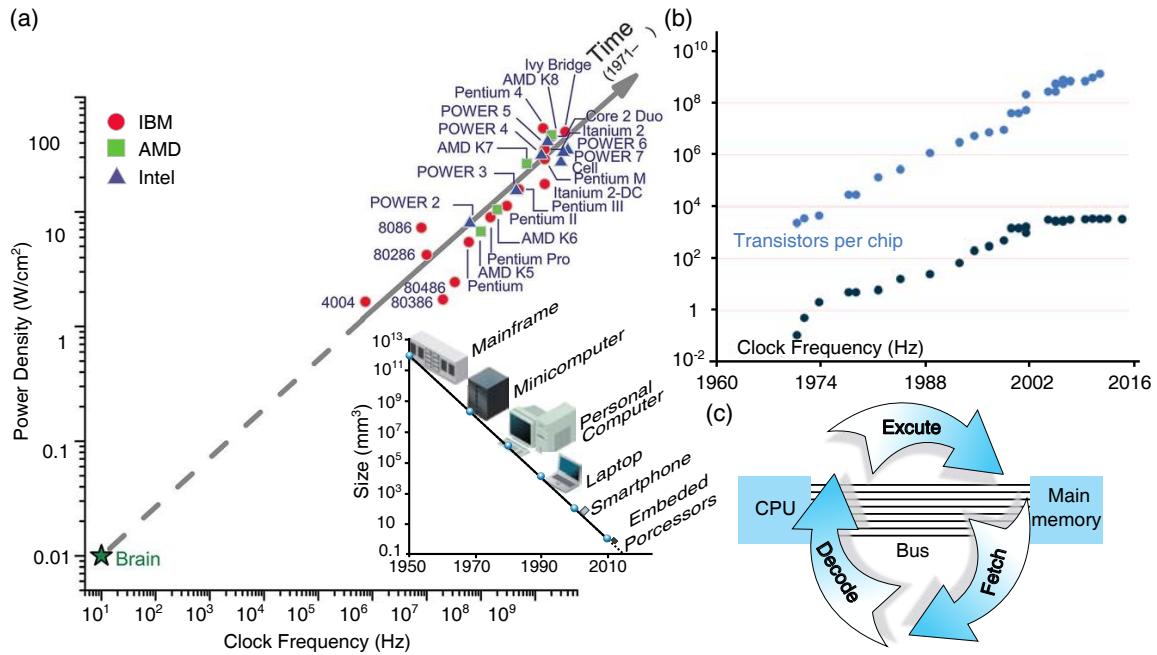 (a)
Time
(1971– )
Ivy Bridge
AMD K8
Pentium 4
POWER 5
Core 2 Duo
POWER 4
Itanium 2
AMD K7
POWER 6
POWER 7
Cell
POWER 3
Pentium M
Itanium 2-DC
POWER 2
Pentium III
Pentium II
8086
AMD K6
80286
Pentium Pro
AMD K5
80486
Pentium
4004
80386
IBM
AMD
Intel
Power Density (W/cm²)
100
10
1
0.1
0.01
Brain
10¹ 10² 10³ 10⁴ 10⁵ 10⁶ 10⁷ 10⁸ 10⁹
Clock Frequency (Hz)
Size (mm³)
10¹³
10¹¹
10⁹
10⁷
10⁵
10³
10¹
0.1
1950 1970 1990 2010
Mainframe
Minicomputer
Personal
Computer
Laptop
Smartphone
Embeded
Porcessors
(b)
10¹⁰
10⁸
10⁶
10⁴
10²
1
10⁻²
Transistors per chip
Clock Frequency (Hz)
1960 1974 1988 2002 2016
(c)
Excute
CPU
Main
memory
Bus
Decode
Fetch